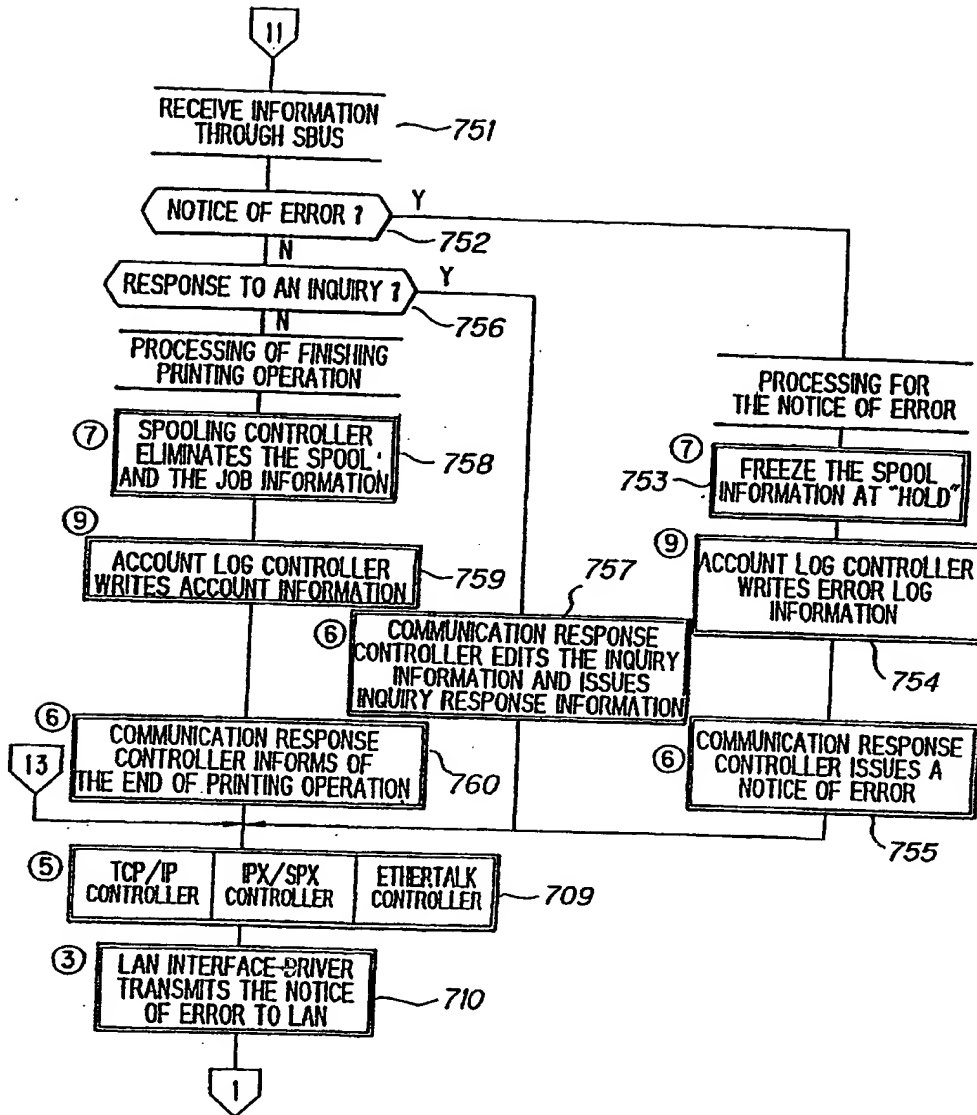 11
RECEIVE INFORMATION
THROUGH SBUS
751
NOTICE OF ERROR ?
Y
752
N
RESPONSE TO AN INQUIRY ?
Y
756
N
PROCESSING OF FINISHING
PRINTING OPERATION
PROCESSING FOR
THE NOTICE OF ERROR
⑦
SPOOLING CONTROLLER
ELIMINATES THE SPOOL
AND THE JOB INFORMATION
758
⑦
753
FREEZE THE SPOOL
INFORMATION AT "HOLD"
⑨
ACCOUNT LOG CONTROLLER
WRITES ACCOUNT INFORMATION
759
⑨
ACCOUNT LOG CONTROLLER
WRITES ERROR LOG
INFORMATION
754
757
⑥
COMMUNICATION RESPONSE
CONTROLLER EDITS THE INQUIRY
INFORMATION AND ISSUES
INQUIRY RESPONSE INFORMATION
⑥
COMMUNICATION RESPONSE
CONTROLLER INFORMS OF
THE END OF PRINTING OPERATION
760
13
⑥
COMMUNICATION RESPONSE
CONTROLLER ISSUES A
NOTICE OF ERROR
755
⑤
TCP/IP
CONTROLLER
IPX/SPX
CONTROLLER
ETHERTALK
CONTROLLER
709
③
LAN INTERFACE-DRIVER
TRANSMITS THE NOTICE
OF ERROR TO LAN
710
1